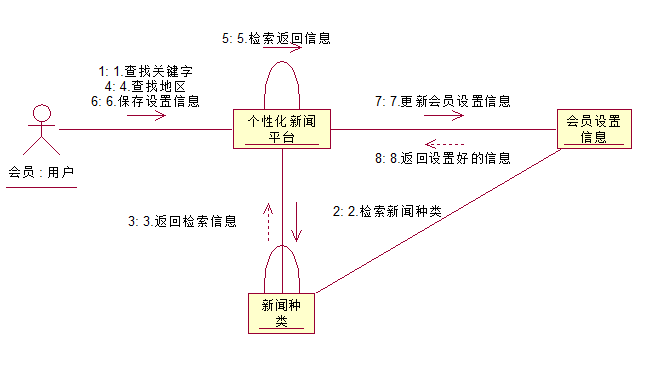 5: 5.检索返回信息
1: 1.查找关键字
4: 4.查找地区
6: 6.保存设置信息
7: 7.更新会员设置信息
个性化新闻
平台
会员设置
信息
会员 : 用户
8: 8.返回设置好的信息
3: 3.返回检索信息
2: 2.检索新闻种类
新闻种
类